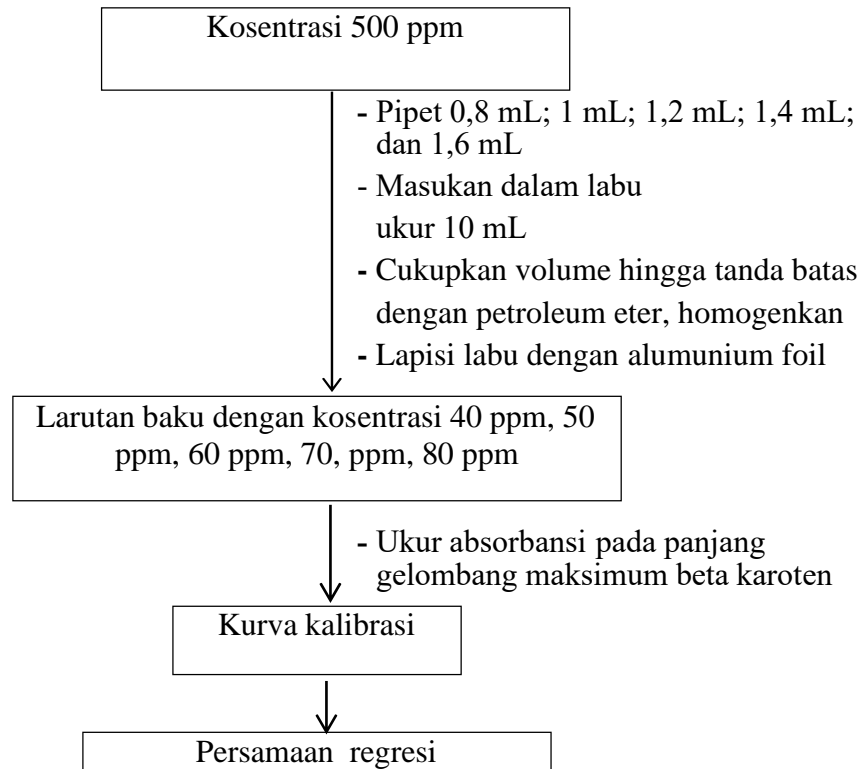 Kosentrasi 500 ppm
- Pipet 0,8 mL; 1 mL; 1,2 mL; 1,4 mL;
dan 1,6 mL
- Masukan dalam labu
ukur 10 mL
- Cukupkan volume hingga tanda batas
dengan petroleum eter, homogenkan
- Lapisi labu dengan alumunium foil
Larutan baku dengan kosentrasi 40 ppm, 50
ppm, 60 ppm, 70, ppm, 80 ppm
- Ukur absorbansi pada panjang
gelombang maksimum beta karoten
Kurva kalibrasi
Persamaan regresi